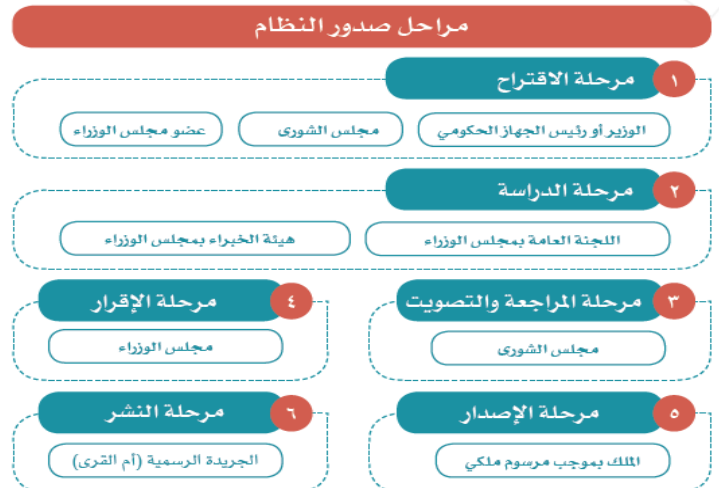 مراحل صدور النظام
١ مرحلة الاقتراح
الوزير أو رئيس الجهاز الحكومي
مجلس الشورى
عضو مجلس الوزراء
٢ مرحلة الدراسة
اللجنة العامة بمجلس الوزراء
هيئة الخبراء بمجلس الوزراء
٣ مرحلة المراجعة والتصويت
مجلس الشورى
٤ مرحلة الإقرار
مجلس الوزراء
٥ مرحلة الإصدار
الملك بموجب مرسوم ملكي
٦ مرحلة النشر
الجريدة الرسمية (أم القرى)